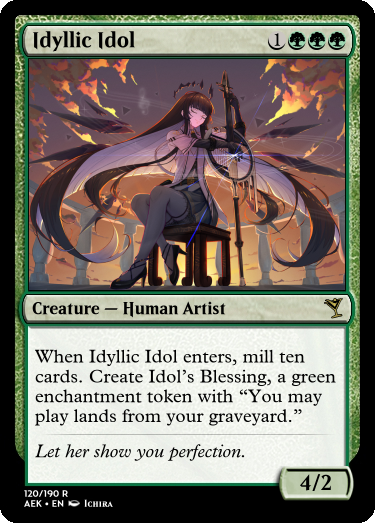 Idyllic Idol 1
Creature — Human Artist
When Idyllic Idol enters, mill ten
cards. Create Idol's Blessing, a green
enchantment token with “You may
play lands from your graveyard.”
Let her show you perfection.
4/2
120/190 R
AEK • EN Ichira